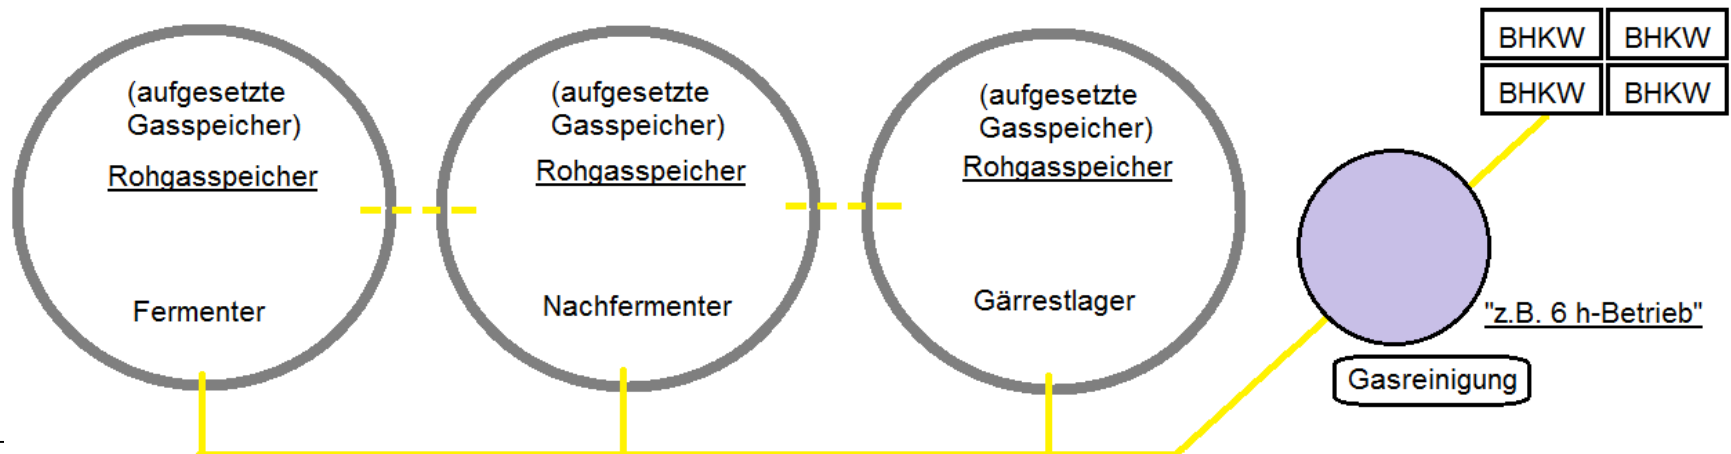 (aufgesetzte
Gasspeicher)
Rohgasspeicher
Fermenter
(aufgesetzte
Gasspeicher)
Rohgasspeicher
Nachfermenter
(aufgesetzte
Gasspeicher)
Rohgasspeicher
Gärrestlager
BHKW BHKW
BHKW BHKW
"z.B. 6 h-Betrieb"
Gasreinigung